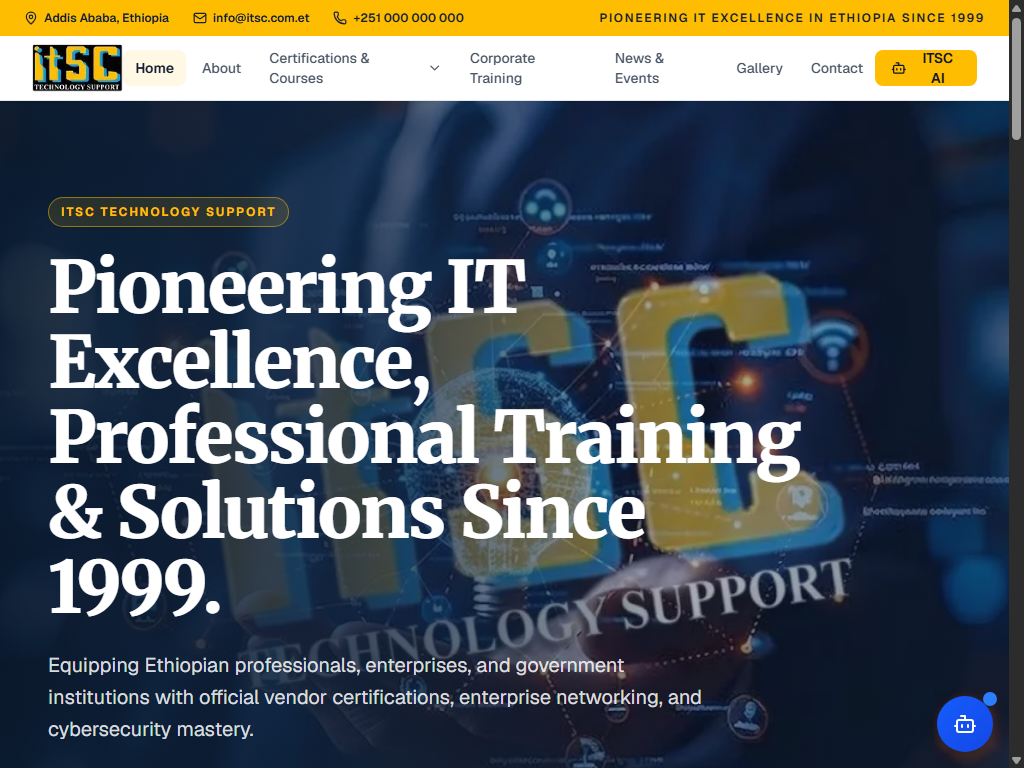 Addis Ababa, Ethiopia
info@itsc.com.et
+251 000 000 000
PIONEERING IT EXCELLENCE IN ETHIOPIA SINCE 1999
itSC
TECHNOLOGY SUPPORT
Home
About
Certifications &
Courses
Corporate
Training
News &
Events
Gallery
Contact
ITSC
AI
ITSC TECHNOLOGY SUPPORT
Pioneering IT
Excellence,
Professional Training
& Solutions Since
1999.
itSC
TECHNOLOGY SUPPORT
Equipping Ethiopian professionals, enterprises, and government
institutions with official vendor certifications, enterprise networking, and
cybersecurity mastery.